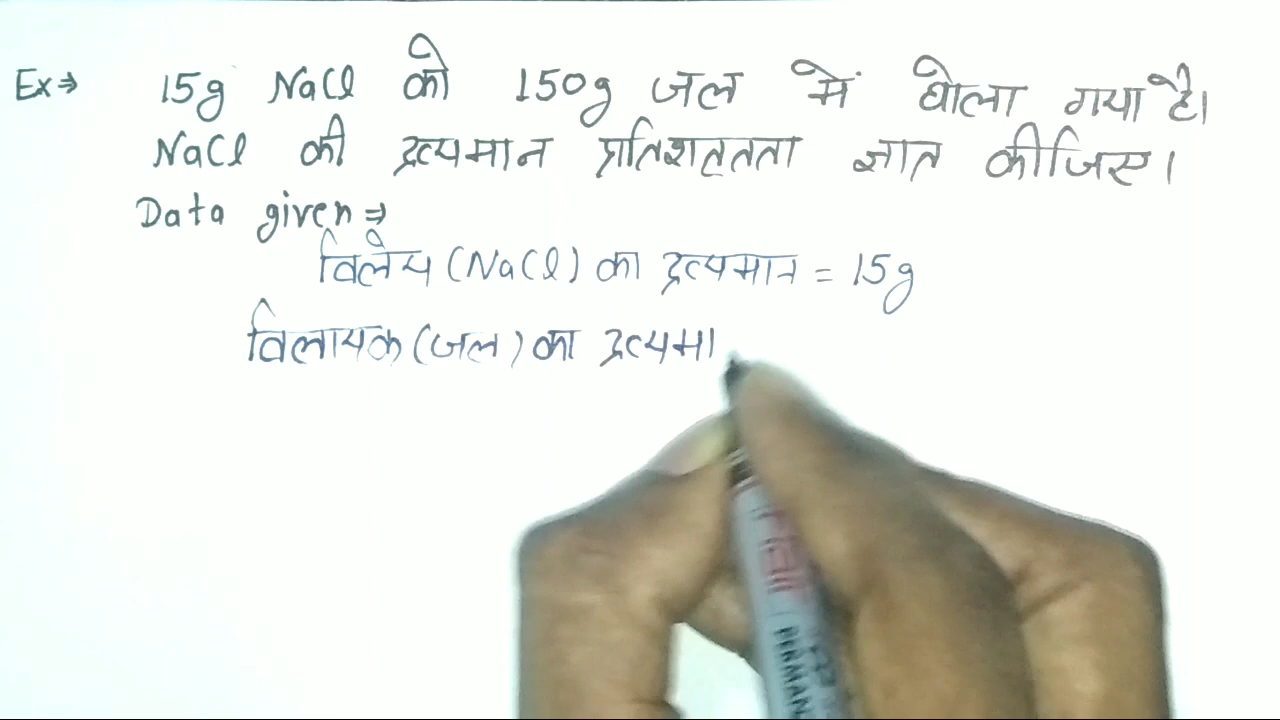 Ex⇒ 15g NaCl को 150g जल में घोला गया है।
NaCl की द्रव्यमान प्रतिशतता ज्ञात कीजिए।
Data given ⇒
विलेय (NaCl) का द्रव्यमान = 15g
विलायक (जल) का द्रव्यमा
PERMAN